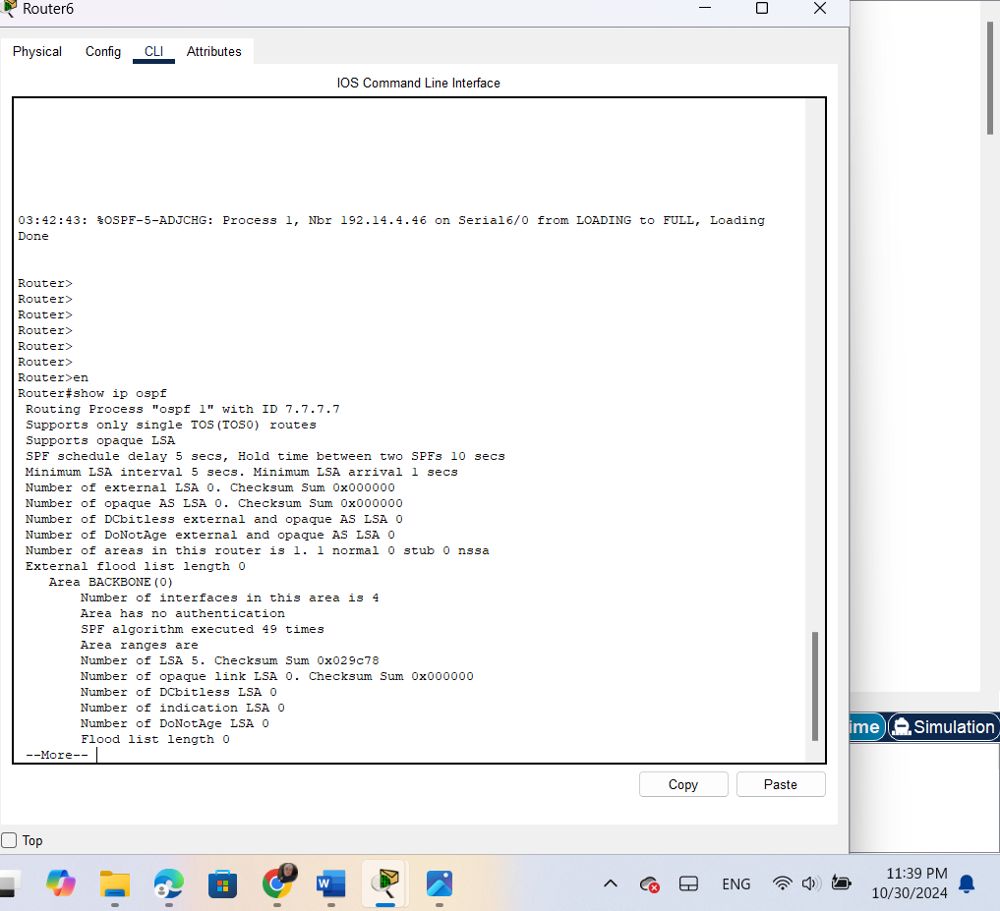 Router6
Physical Config CLI Attributes
IOS Command Line Interface
03:42:43: %OSPF-5-ADJCHG: Process 1, Nbr 192.14.4.46 on Serial6/0 from LOADING to FULL, Loading
Done
Router>
Router>
Router>
Router>
Router>
Router>
Router>en
Router#show ip ospf
Routing Process "ospf 1" with ID 7.7.7.7
Supports only single TOS(TOS0) routes
Supports opaque LSA
SPF schedule delay 5 secs, Hold time between two SPFs 10 secs
Minimum LSA interval 5 secs. Minimum LSA arrival 1 secs
Number of external LSA 0. Checksum Sum 0x000000
Number of opaque AS LSA 0. Checksum Sum 0x000000
Number of DCbitless external and opaque AS LSA 0
Number of DoNotAge external and opaque AS LSA 0
Number of areas in this router is 1. 1 normal 0 stub 0 nssa
External flood list length 0
Area BACKBONE(0)
Number of interfaces in this area is 4
Area has no authentication
SPF algorithm executed 49 times
Area ranges are
Number of LSA 5. Checksum Sum 0x029c78
Number of opaque link LSA 0. Checksum Sum 0x000000
Number of DCbitless LSA 0
Number of indication LSA 0
Number of DoNotAge LSA 0
Flood list length 0
--More--
ime Simulation
Copy Paste
Top
W
ENG
11:39 PM
10/30/2024